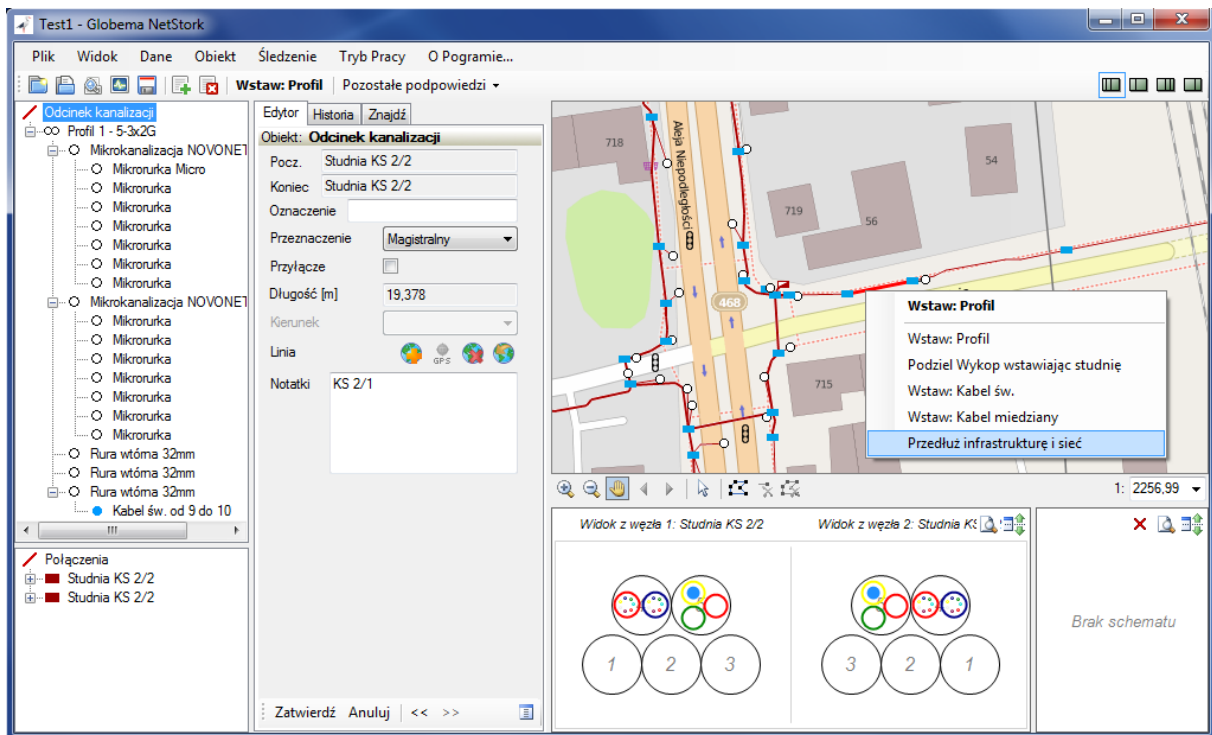 Test1 - Globema NetStork
Plik Widok Dane Obiekt Śledzenie Tryb Pracy O Pogramie...
Wstaw: Profil Pozostałe podpowiedzi
Odcinek kanalizacji
Profil 1 - 5-3x2G
Mikrokanalizacja NOVONET
Mikrorurka Micro
Mikrorurka
Mikrorurka
Mikrorurka
Mikrorurka
Mikrorurka
Mikrorurka
Mikrokanalizacja NOVONET
Mikrorurka
Mikrorurka
Mikrorurka
Mikrorurka
Mikrorurka
Mikrorurka
Mikrorurka
Rura wtórna 32mm
Rura wtórna 32mm
Rura wtórna 32mm
Kabel św. od 9 do 10
Połączenia
Studnia KS 2/2
Studnia KS 2/2
Edytor Historia Znajdź
Obiekt: Odcinek kanalizacji
Pocz. Studnia KS 2/2
Koniec Studnia KS 2/2
Oznaczenie
Przeznaczenie Magistralny
Przyłącze
Długość [m] 19,378
Kierunek
Linia GPS
Notatki KS 2/1
Zatwierdź Anuluj << >>
718
Aleja Niepodległości
54
719
56
468
715
Wstaw: Profil
Wstaw: Profil
Podziel Wykop wstawiając studnię
Wstaw: Kabel św.
Wstaw: Kabel miedziany
Przedłuż infrastrukturę i sieć
1: 2256,99
Widok z węzła 1: Studnia KS 2/2
Widok z węzła 2: Studnia KS
1 2 3
3 2 1
Brak schematu